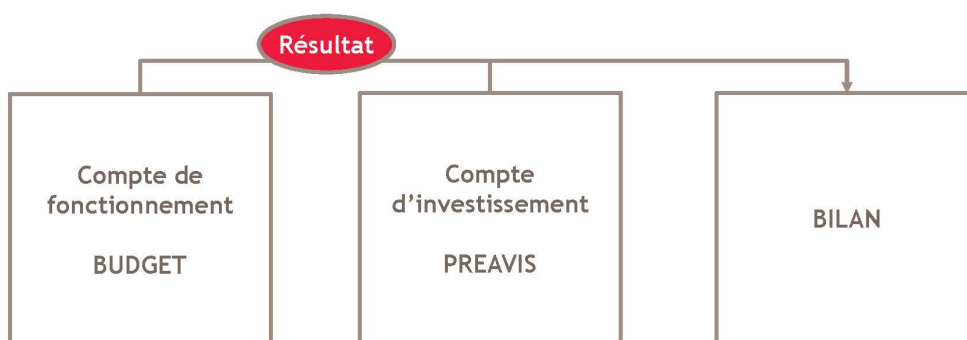 Résultat
Compte de
fonctionnement
BUDGET
Compte
d'investissement
PREAVIS
BILAN